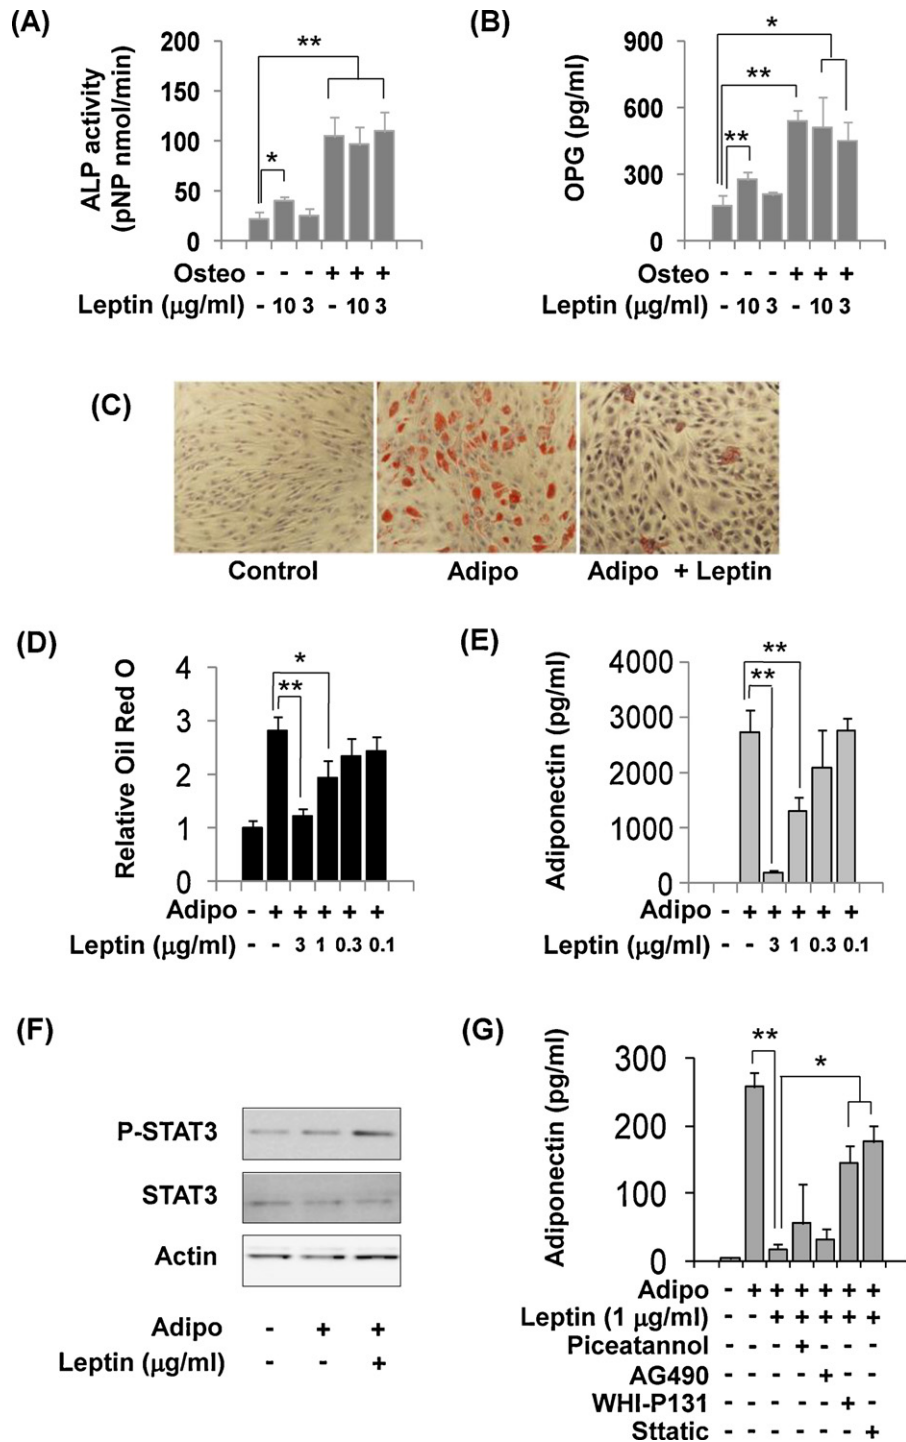 (A)
ALP activity
(pNP nmol/min)
200
150
100
50
0
**
*
Osteo - - - + + +
Leptin (μg/ml) - 10 3 - 10 3
(B)
OPG (pg/ml)
900
600
300
0
*
**
**
Osteo - - - + + +
Leptin (μg/ml) - 10 3 - 10 3
(C)
Control Adipo Adipo + Leptin
(D)
Relative Oil Red O
4
3
2
1
0
*
**
Adipo - + + + + +
Leptin (μg/ml) - - 3 1 0.3 0.1
(E)
Adiponectin (pg/ml)
4000
3000
2000
1000
0
**
**
Adipo - + + + + +
Leptin (μg/ml) - - 3 1 0.3 0.1
(F)
P-STAT3
STAT3
Actin
Adipo - + +
Leptin (μg/ml) - - +
(G)
Adiponectin (pg/ml)
300
200
100
0
**
*
Adipo - + + + + + +
Leptin (1 μg/ml) - - + + + + +
Piceatannol - - - + - - -
AG490 - - - - + - -
WHI-P131 - - - - - + -
Sttatic - - - - - - +